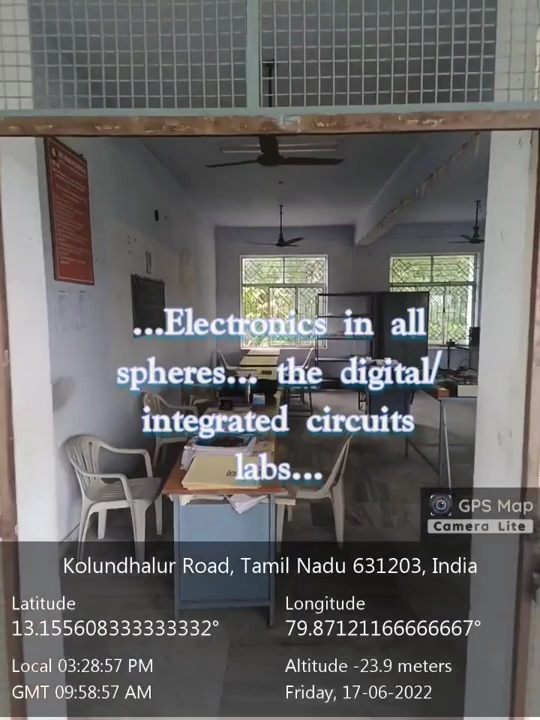 ...Electronics in all
spheres... the digital/
integrated circuits
labs...
GPS Map
Camera Lite
Kolundhalur Road, Tamil Nadu 631203, India
Latitude
13.155608333333332°
Longitude
79.87121166666667°
Local 03:28:57 PM
GMT 09:58:57 AM
Altitude -23.9 meters
Friday, 17-06-2022